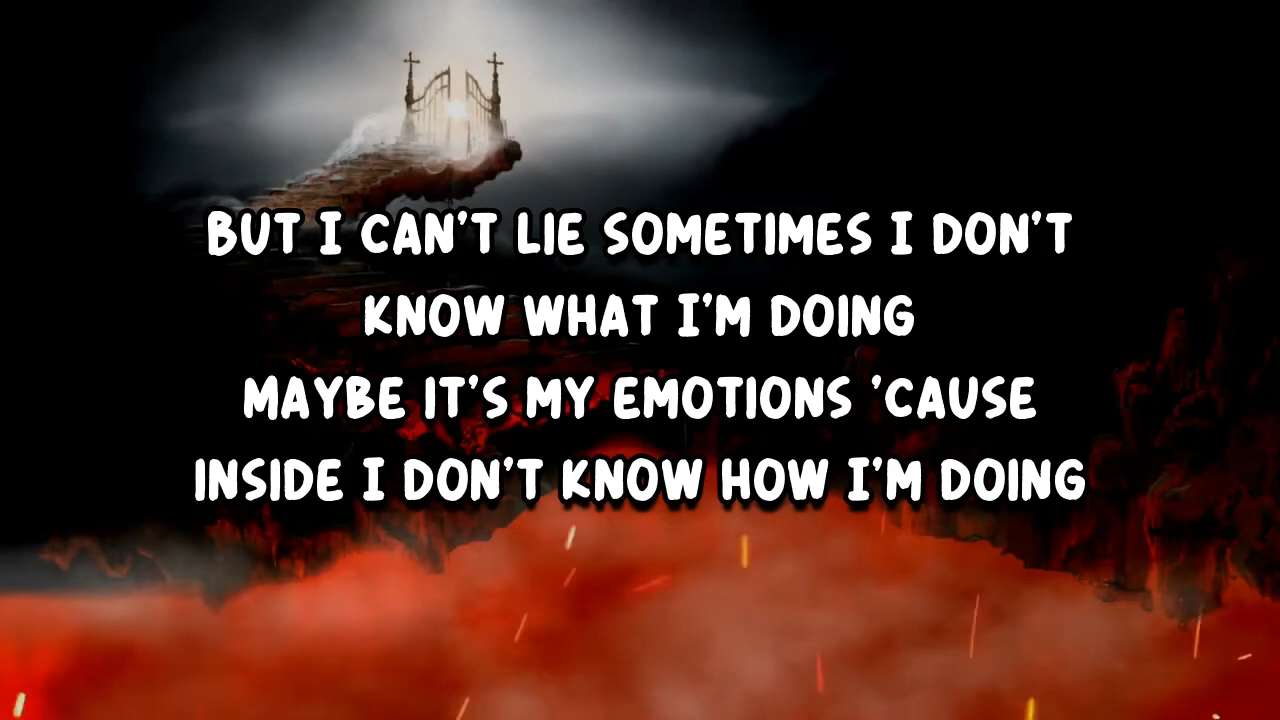 BUT I CAN'T LIE SOMETIMES I DON'T
KNOW WHAT I'M DOING
MAYBE IT'S MY EMOTIONS 'CAUSE
INSIDE I DON'T KNOW HOW I'M DOING